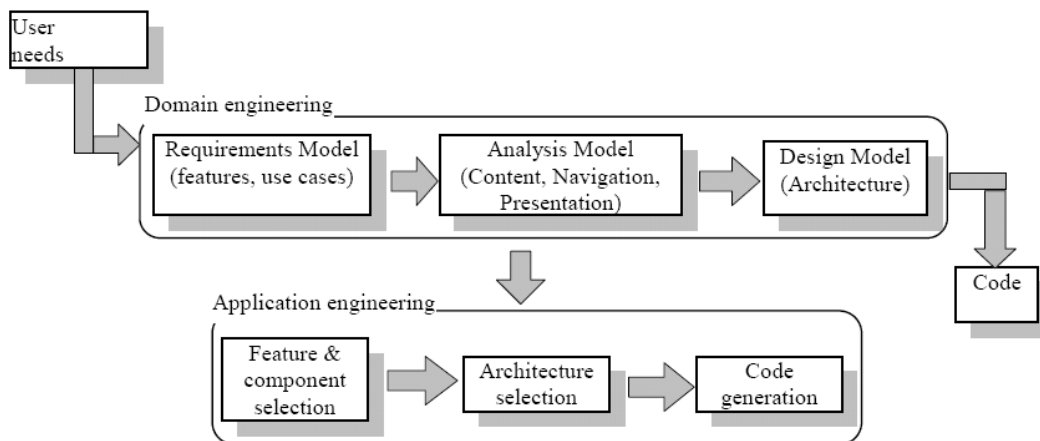 User
needs
Domain engineering
Requirements Model
(features, use cases)
Analysis Model
(Content, Navigation,
Presentation)
Design Model
(Architecture)
Code
Application engineering
Feature &
component
selection
Architecture
selection
Code
generation